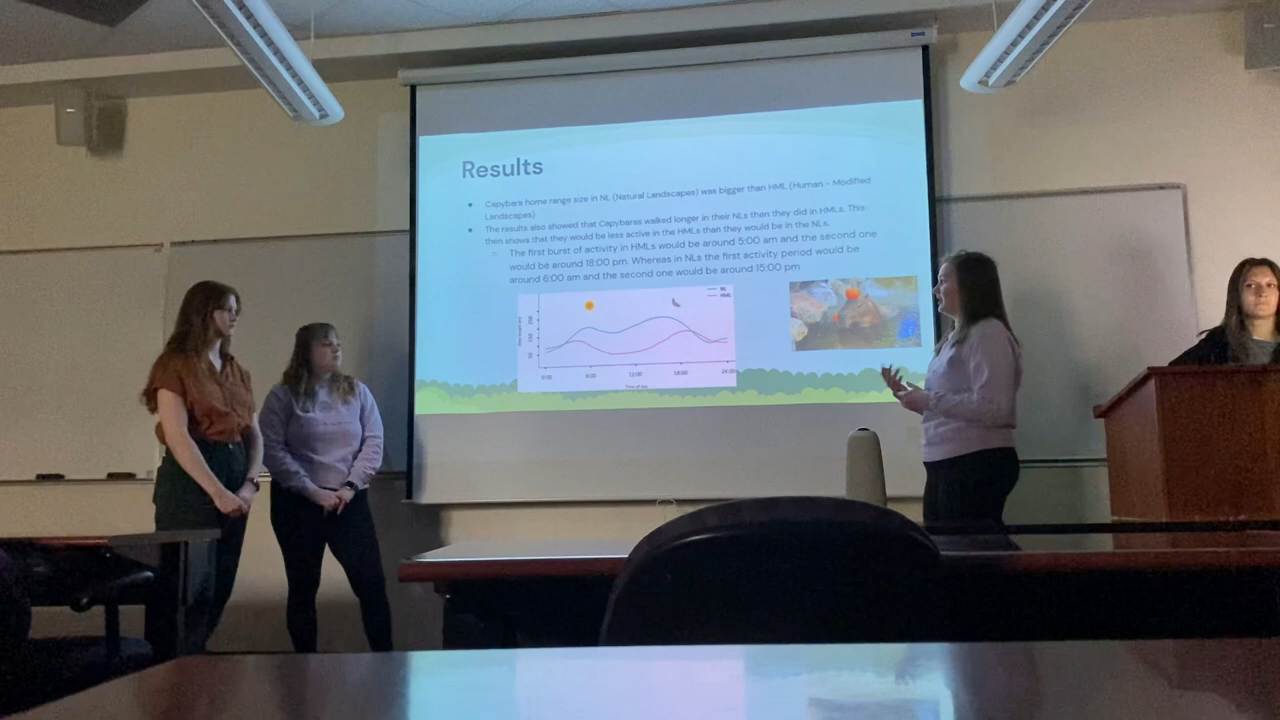 Results
● Capybara home range size in NL (Natural Landscapes) was bigger than HML (Human - Modified
Landscapes)
● The results also showed that Capybaras walked longer in their NLs then they did in HMLs. This
then shows that they would be less active in the HMLs than they would be in the NLs.
○ The first burst of activity in HMLs would be around 5:00 am and the second one
would be around 18:00 pm. Whereas in NLs the first activity period would be
around 6:00 am and the second one would be around 15:00 pm
NL
HML
250
150
50
0:00 6:00 12:00 18:00 24:00
Time of day